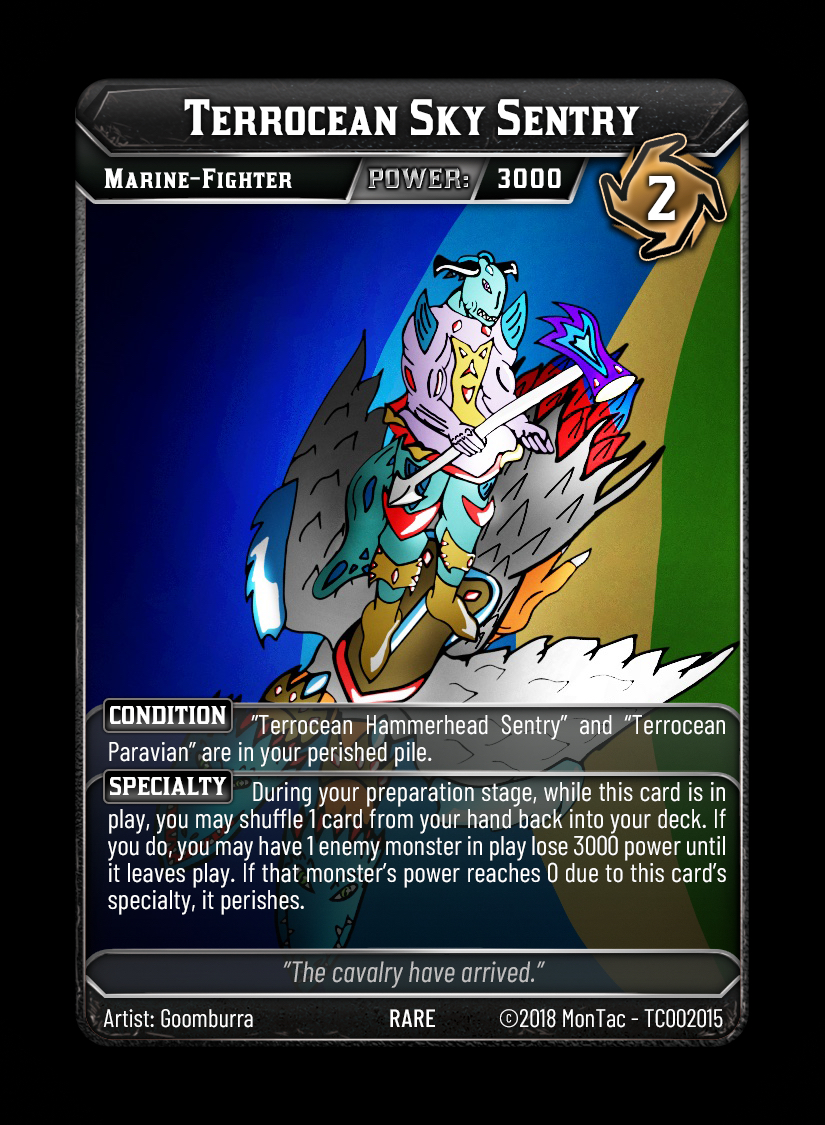 Terrocean Sky Sentry
Marine-Fighter POWER: 3000
2
CONDITION "Terrocean Hammerhead Sentry" and "Terrocean
Paravian" are in your perished pile.
SPECIALTY During your preparation stage, while this card is in
play, you may shuffle 1 card from your hand back into your deck. If
you do, you may have 1 enemy monster in play lose 3000 power until
it leaves play. If that monster's power reaches 0 due to this card's
specialty, it perishes.
"The cavalry have arrived."
Artist: Goomburra RARE ©2018 MonTac - TC002015